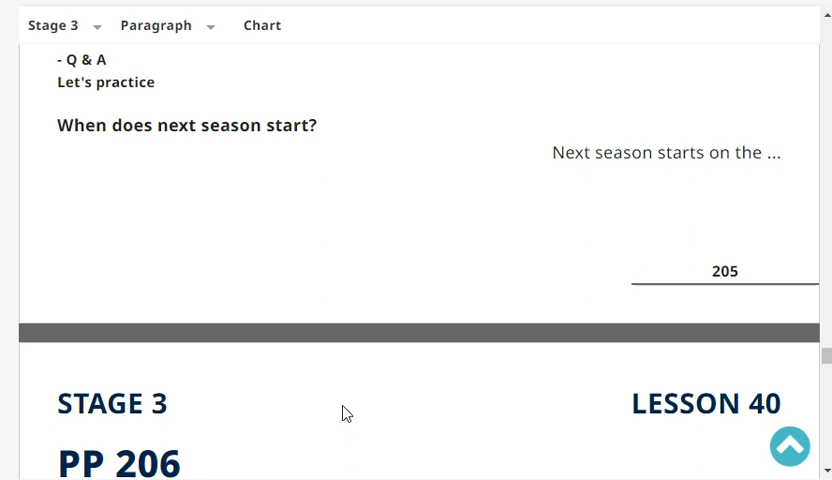 Stage 3 Paragraph Chart
- Q & A
Let's practice
When does next season start?
Next season starts on the ...
205
STAGE 3 LESSON 40
PP 206